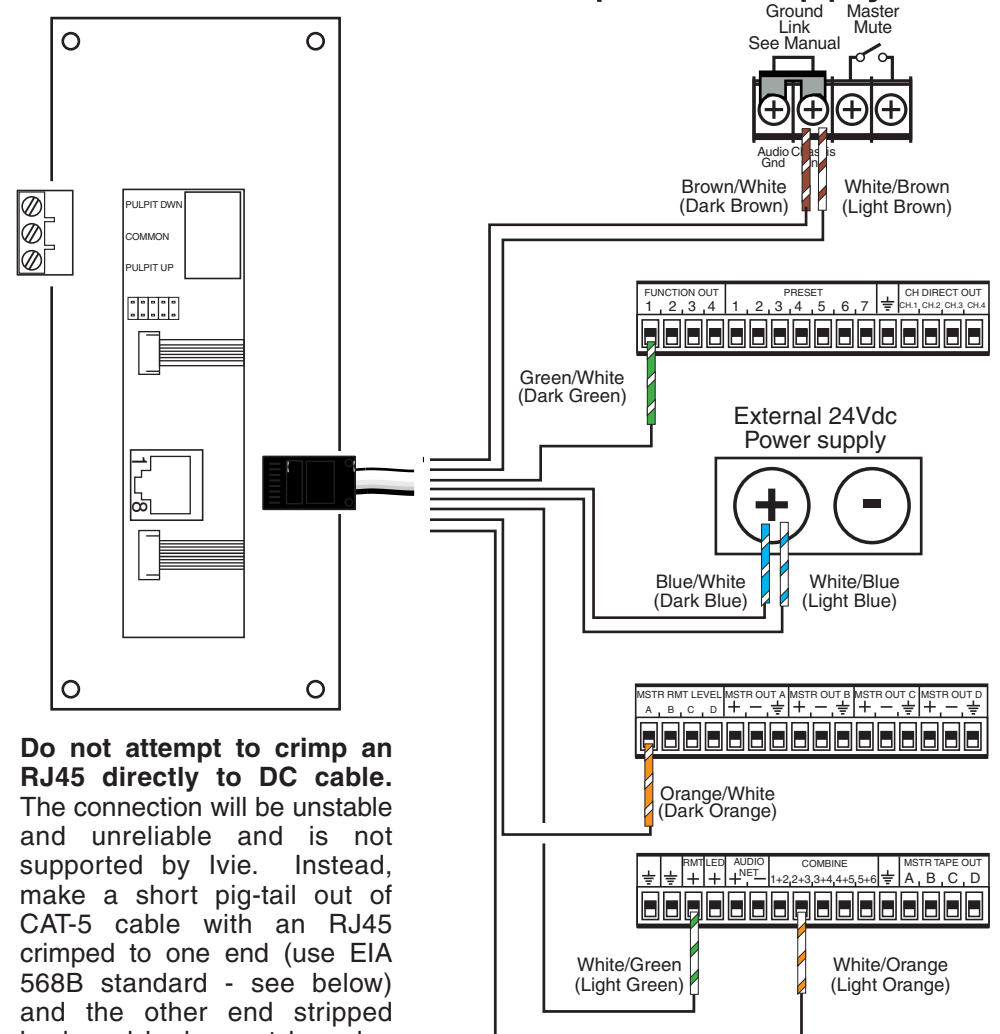 Ground
Link
See Manual
Master
Mute
Audio
Gnd
Brown/White
(Dark Brown)
White/Brown
(Light Brown)
PULPIT DWN
COMMON
PULPIT UP
1
8
FUNCTION OUT PRESET CH DIRECT OUT
1 2 3 4 1 2 3 4 5 6 7 CH.1 CH.2 CH.3 CH.4
Green/White
(Dark Green)
External 24Vdc
Power supply
+ -
Blue/White
(Dark Blue)
White/Blue
(Light Blue)
MSTR RMT LEVEL MSTR OUT A MSTR OUT B MSTR OUT C MSTR OUT D
A B C D + − + − + − + −
Orange/White
(Dark Orange)
RMT LED AUDIO NET COMBINE MSTR TAPE OUT
+ + + − 1+2 2+3 3+4 4+5 5+6 A B C D
White/Green
(Light Green)
White/Orange
(Light Orange)
Do not attempt to crimp an
RJ45 directly to DC cable.
The connection will be unstable
and unreliable and is not
supported by Ivie. Instead,
make a short pig-tail out of
CAT-5 cable with an RJ45
crimped to one end (use EIA
568B standard - see below)
and the other end stripped